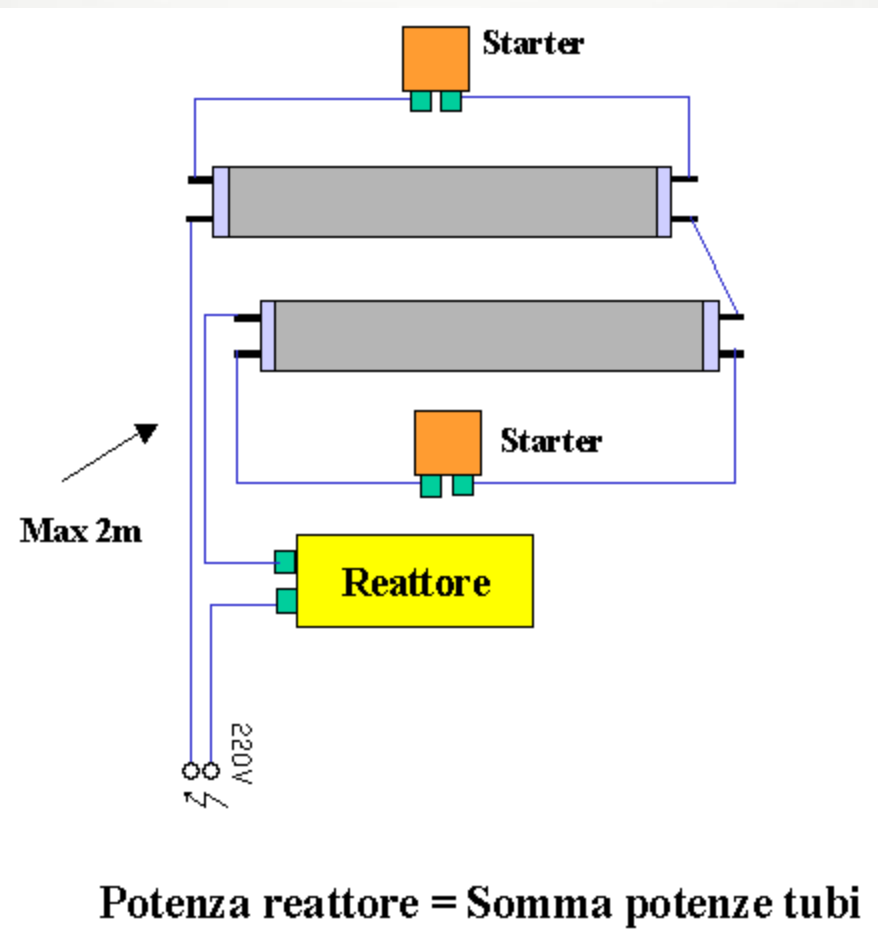 Starter
Max 2m
Starter
Reattore
220V
Potenza reattore = Somma potenze tubi